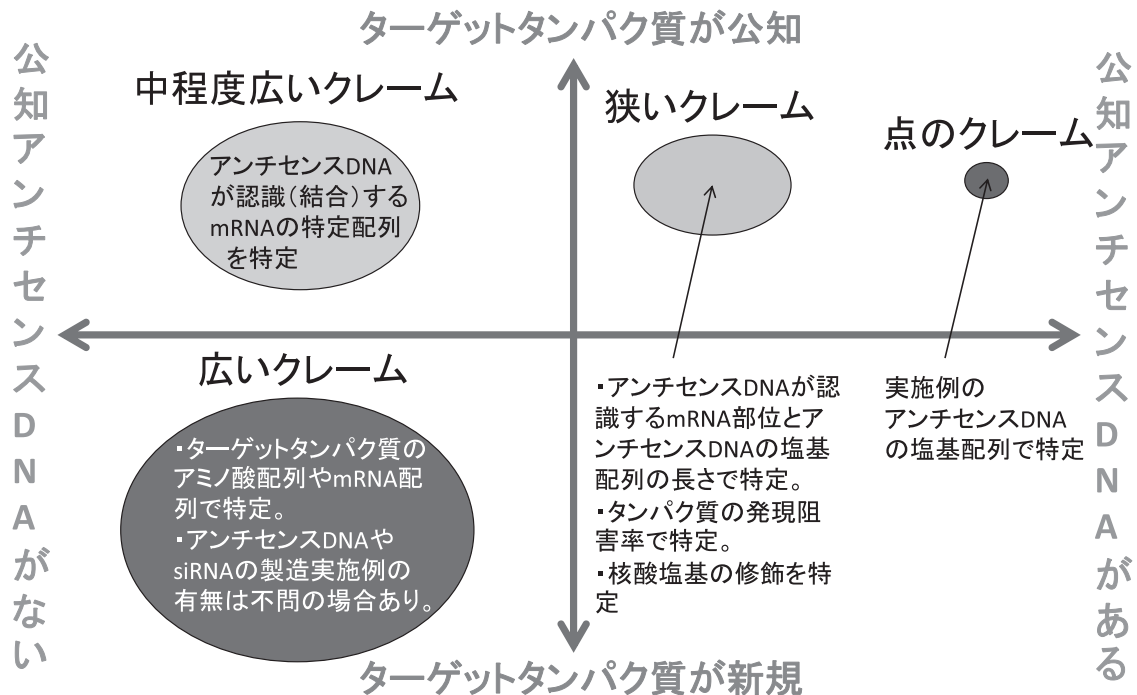 ターゲットタンパク質が公知
公知アンチセンスDNAがない
公知アンチセンスDNAがある
中程度広いクレーム
アンチセンスDNA
が認識（結合）する
mRNAの特定配列
を特定
狭いクレーム
点のクレーム
広いクレーム
・ターゲットタンパク質の
アミノ酸配列やmRNA配
列で特定。
・アンチセンスDNAや
siRNAの製造実施例の
有無は不問の場合あり。
・アンチセンスDNAが認
識するmRNA部位とア
ンチセンスDNAの塩基
配列の長さで特定。
・タンパク質の発現阻
害率で特定。
・核酸塩基の修飾を特
定
実施例の
アンチセンスDNA
の塩基配列で特定
ターゲットタンパク質が新規